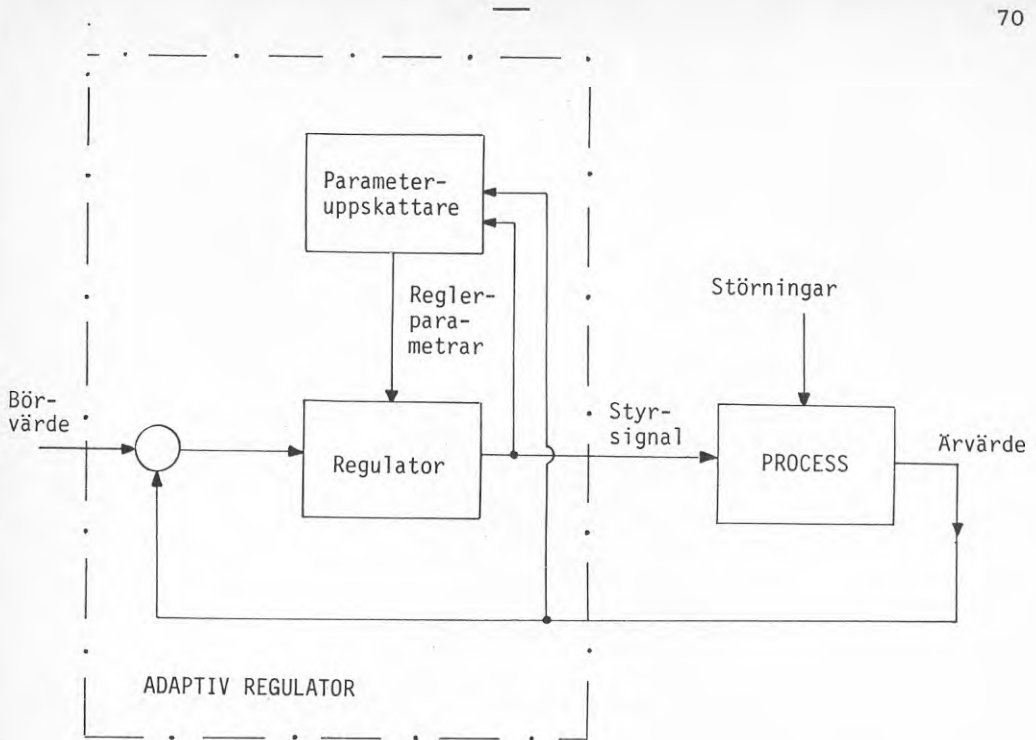 70
Parameter-
uppskattare
Regler-
para-
metrar
Störningar
Bör-
värde
Regulator
Styr-
signal
PROCESS
Ärvärde
ADAPTIV REGULATOR